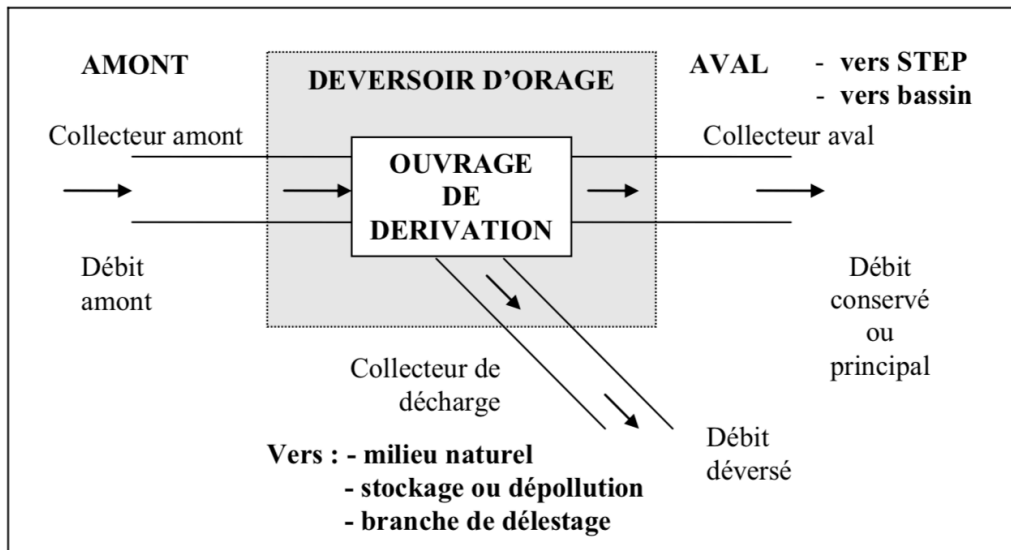 AMONT
DEVERSOIR D'ORAGE
AVAL - vers STEP
- vers bassin
Collecteur amont
Collecteur aval
OUVRAGE
DE
DERIVATION
Débit
amont
Débit
conservé
ou
principal
Collecteur de
décharge
Débit
déversé
Vers : - milieu naturel
- stockage ou dépollution
- branche de délestage